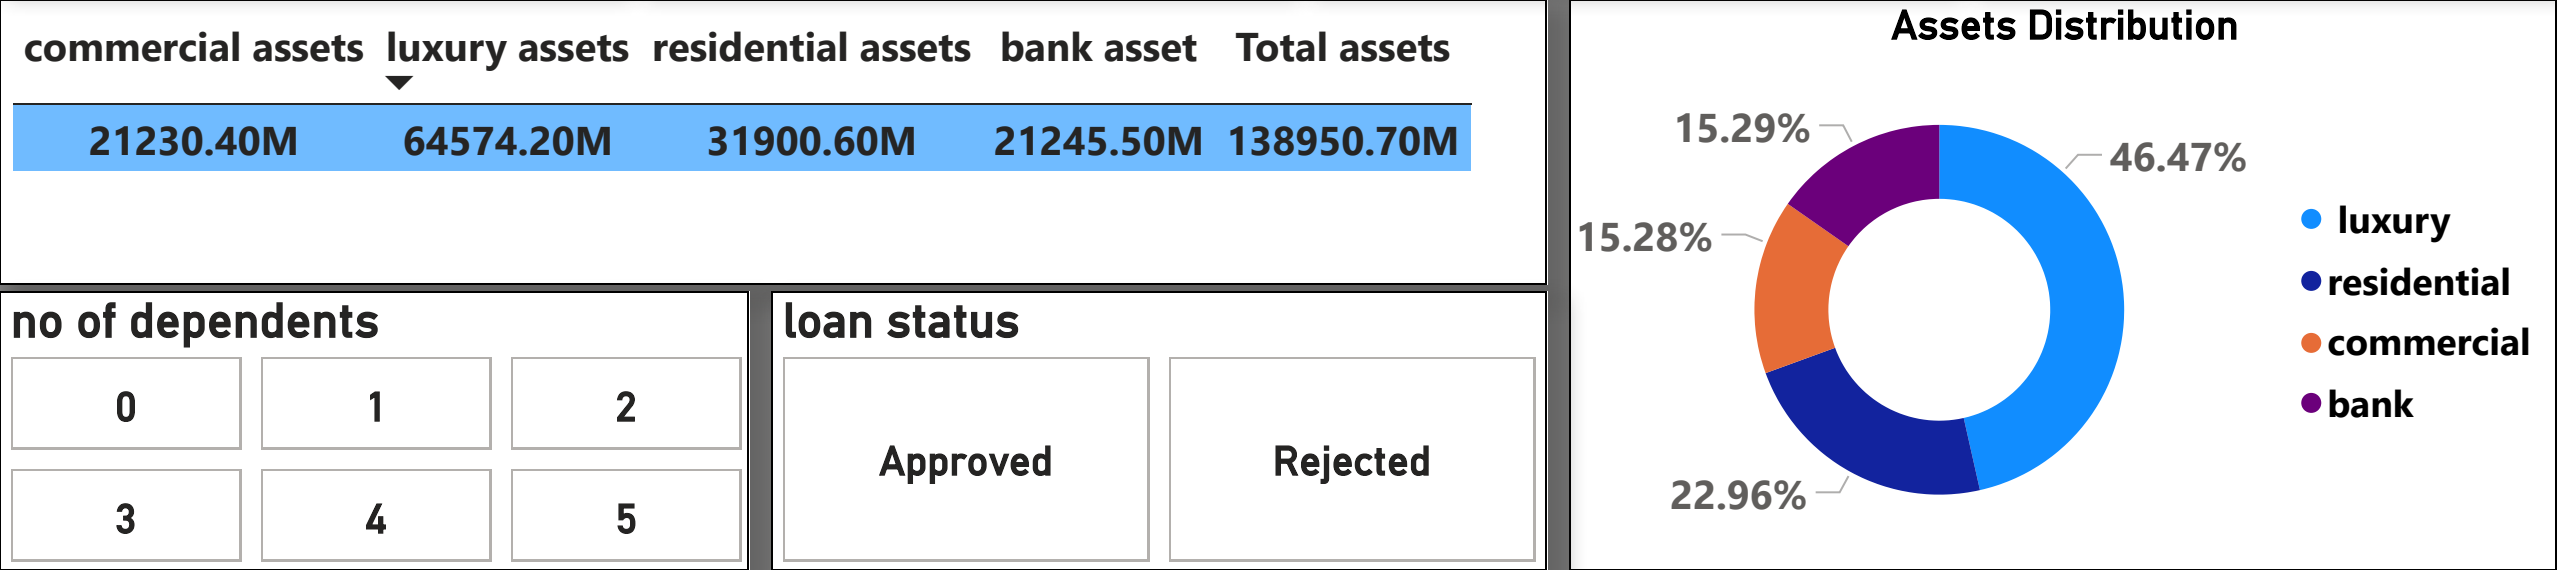 commercial assets luxury assets residential assets bank asset Total assets
21230.40M 64574.20M 31900.60M 21245.50M 138950.70M
no of dependents
0 1 2
3 4 5
loan status
Approved Rejected
Assets Distribution
15.29%
46.47%
15.28%
22.96%
luxury
residential
commercial
bank